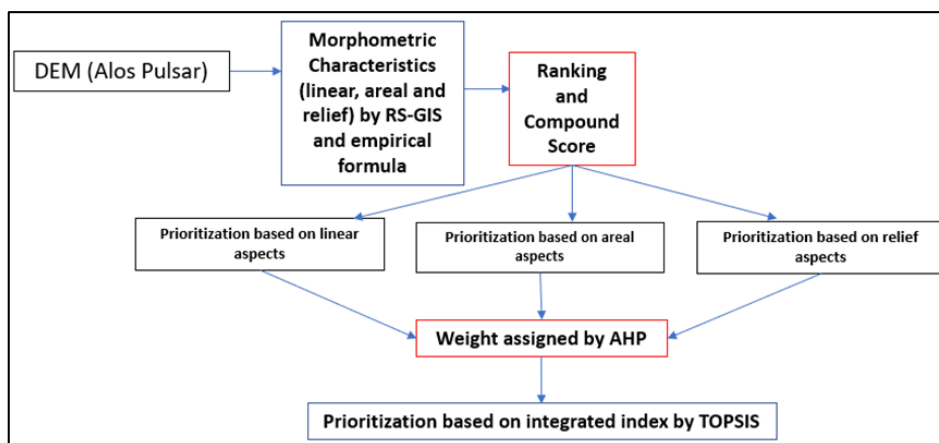 DEM (Alos Pulsar)
Morphometric
Characteristics
(linear, areal and
relief) by RS-GIS
and empirical
formula
Ranking
and
Compound
Score
Prioritization based on linear
aspects
Prioritization based on areal
aspects
Prioritization based on relief
aspects
Weight assigned by AHP
Prioritization based on integrated index by TOPSIS